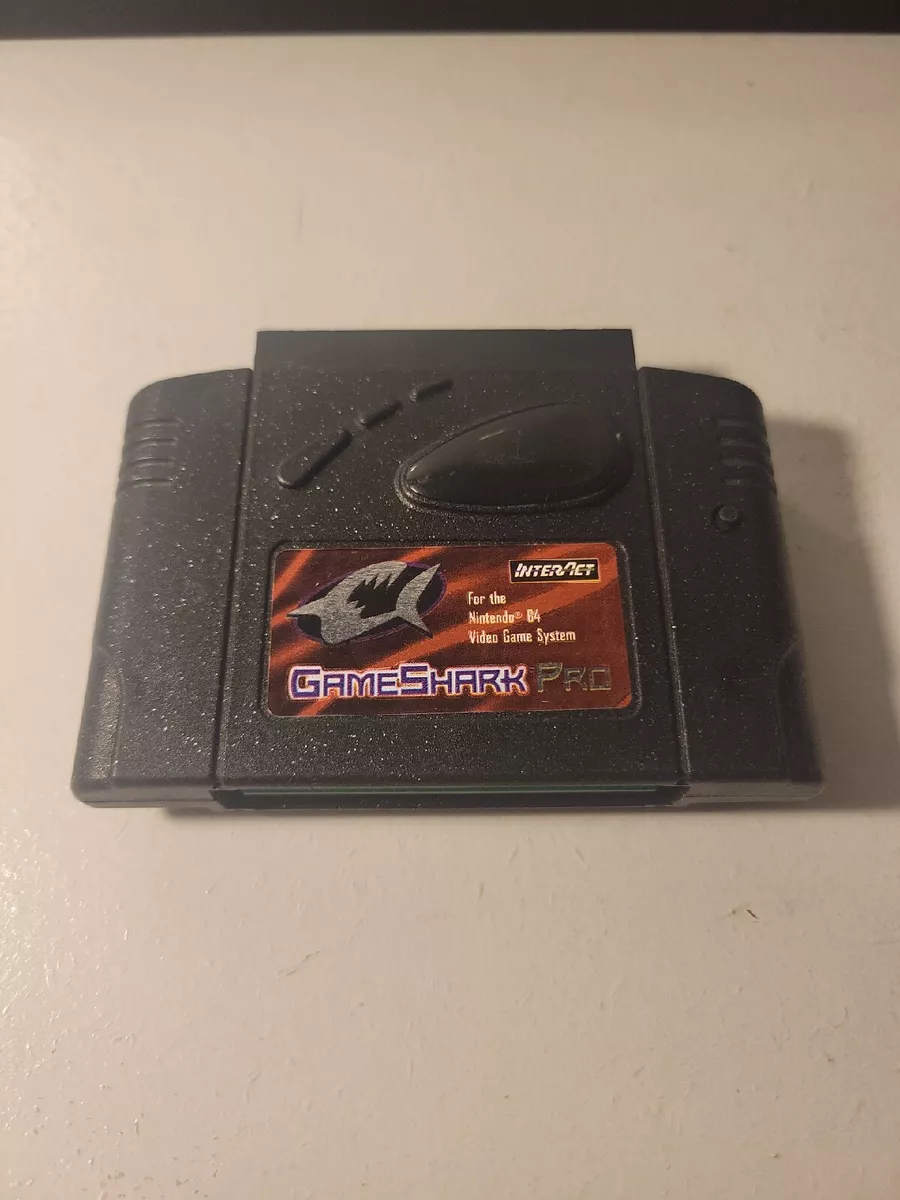 INTERACT
For the
Nintendo® 64
Video Game System
GAMESHARK PRO